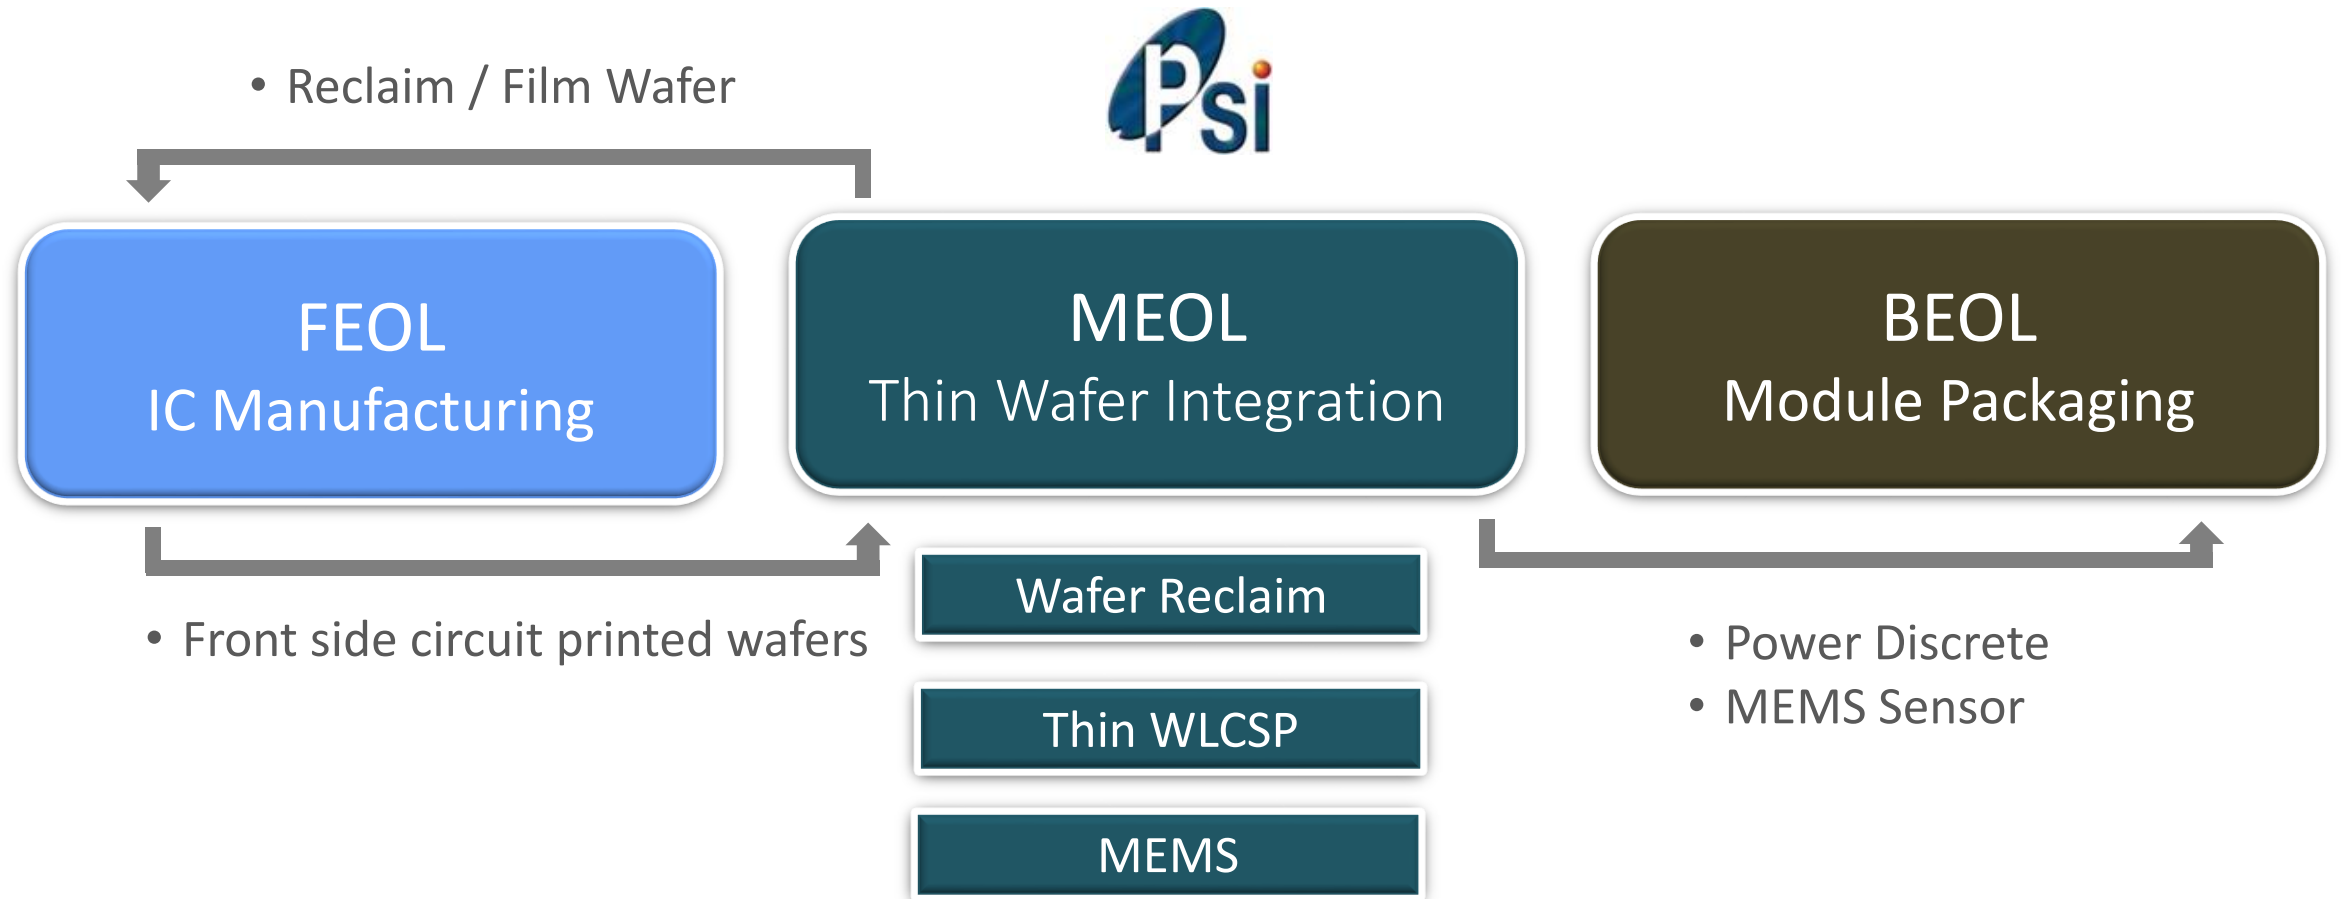 Psi
• Reclaim / Film Wafer
FEOL
IC Manufacturing
MEOL
Thin Wafer Integration
BEOL
Module Packaging
• Front side circuit printed wafers
Wafer Reclaim
Thin WLCSP
MEMS
• Power Discrete
• MEMS Sensor